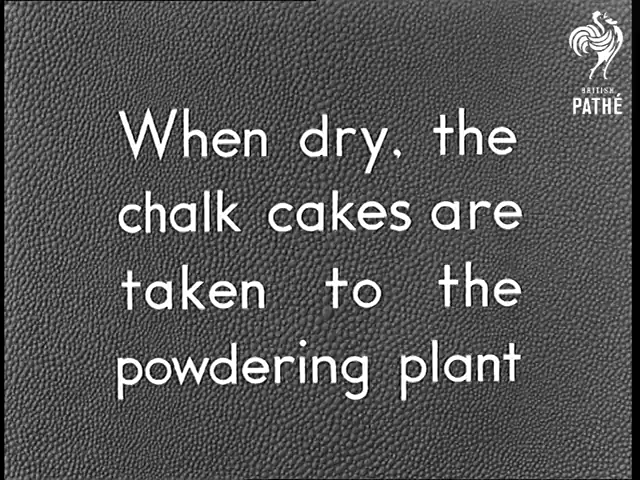 BRITISH
PATHÉ
When dry, the
chalk cakes are
taken to the
powdering plant